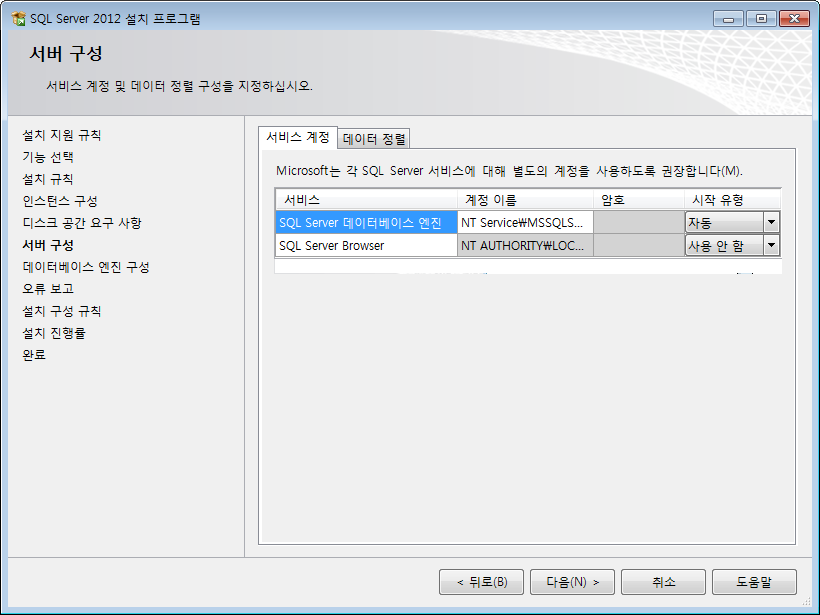 SQL Server 2012 설치 프로그램
서버 구성
서비스 계정 및 데이터 정렬 구성을 지정하십시오.
설치 지원 규칙
기능 선택
설치 규칙
인스턴스 구성
디스크 공간 요구 사항
서버 구성
데이터베이스 엔진 구성
오류 보고
설치 구성 규칙
설치 진행률
완료
서비스 계정 데이터 정렬
Microsoft는 각 SQL Server 서비스에 대해 별도의 계정을 사용하도록 권장합니다(M).
서비스 계정 이름 암호 시작 유형
SQL Server 데이터베이스 엔진 NT Service₩MSSQLS... 자동
SQL Server Browser NT AUTHORITY₩LOC... 사용 안 함
< 뒤로(B) 다음(N) > 취소 도움말